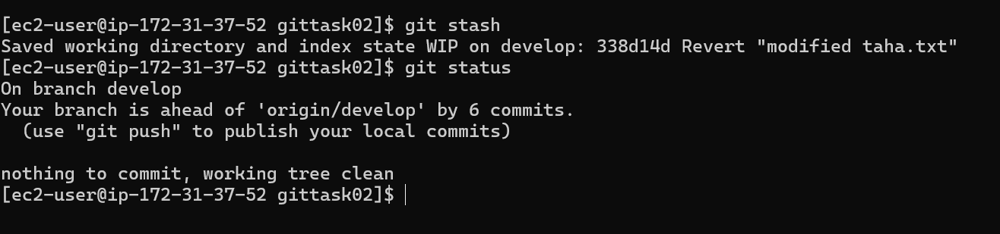 [ec2-user@ip-172-31-37-52 gittask02]$ git stash
Saved working directory and index state WIP on develop: 338d14d Revert "modified taha.txt"
[ec2-user@ip-172-31-37-52 gittask02]$ git status
On branch develop
Your branch is ahead of 'origin/develop' by 6 commits.
  (use "git push" to publish your local commits)

nothing to commit, working tree clean
[ec2-user@ip-172-31-37-52 gittask02]$